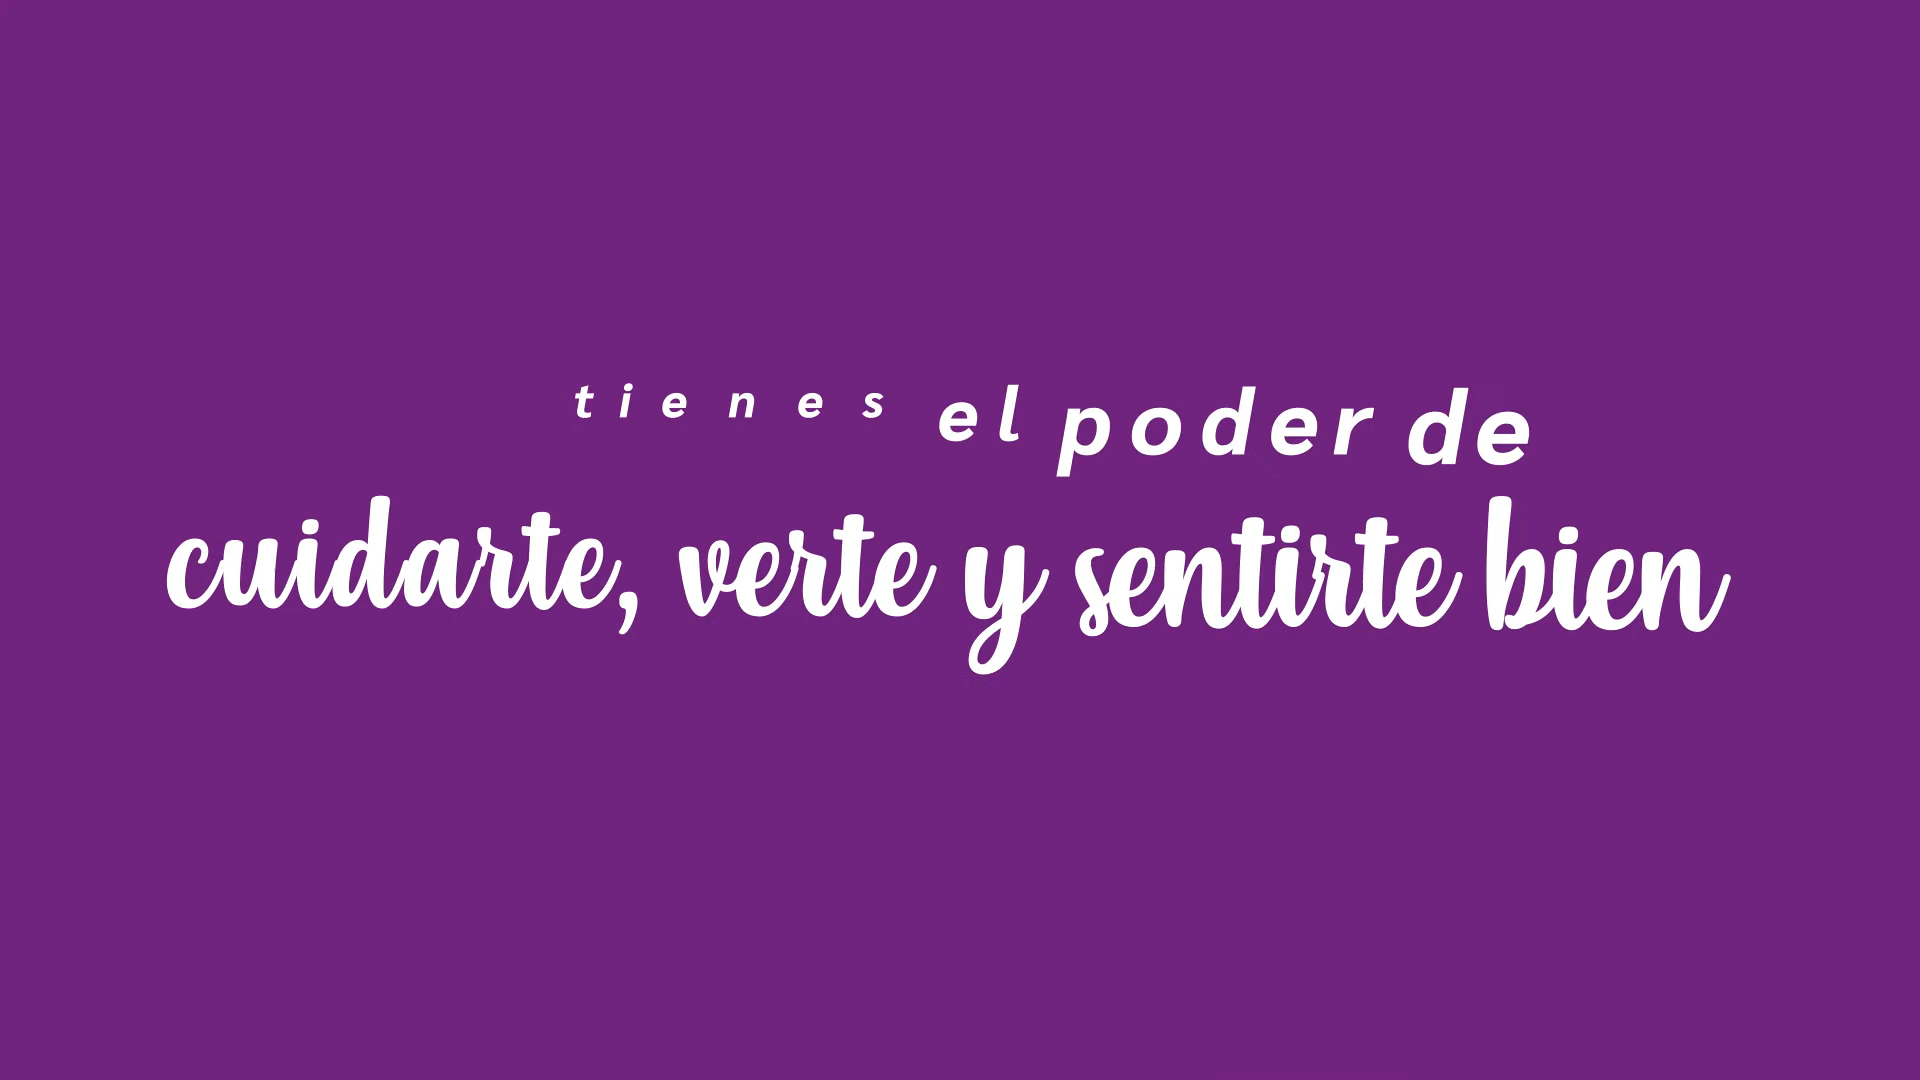 tienes el poder de
cuidarte, verte y sentirte bien